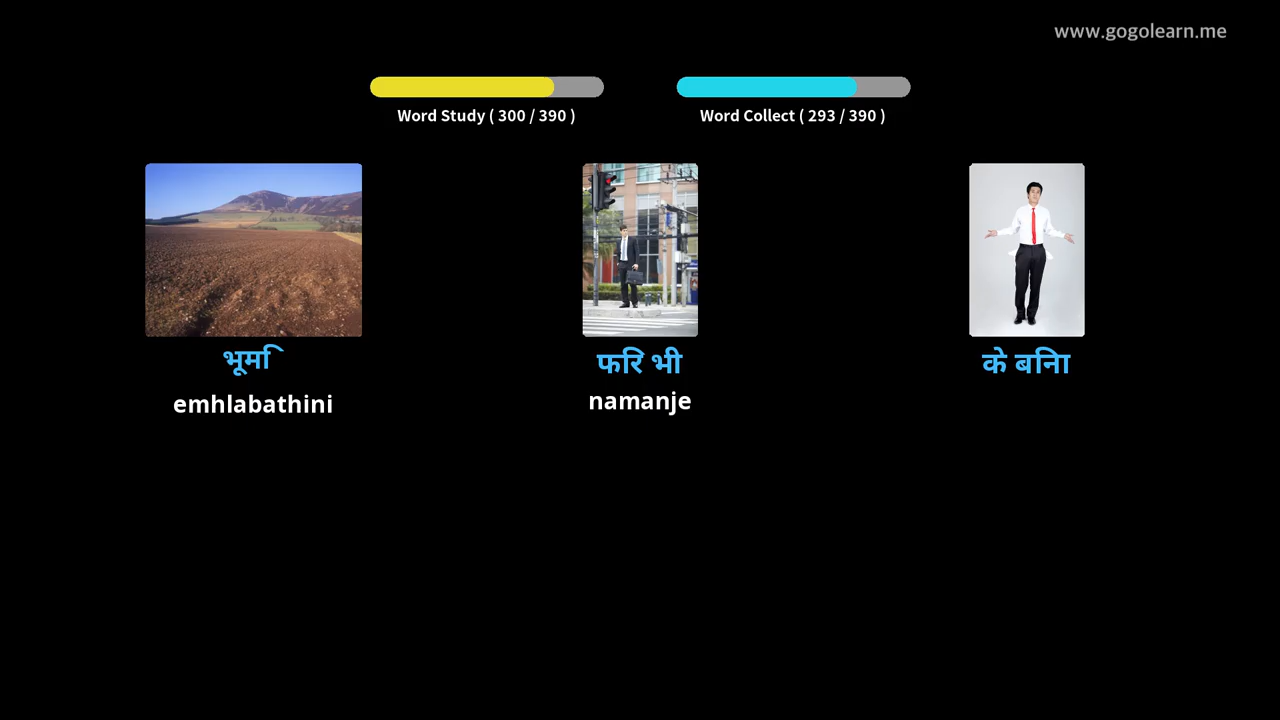 www.gogolearn.me
Word Study ( 300 / 390 )
Word Collect ( 293 / 390 )
भूमि
फिर भी
के बिना
emhlabathini
namanje